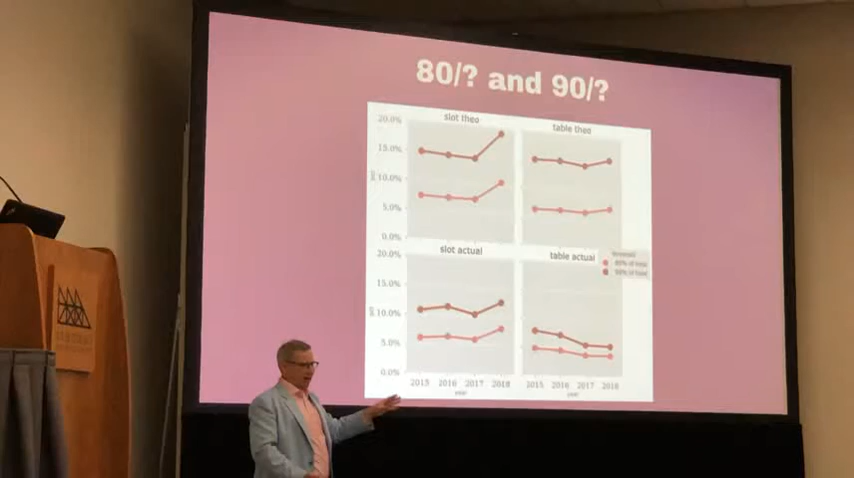 80/? and 90/?
slot theo
table theo
20.0%
15.0%
10.0%
5.0%
0.0%
slot actual
table actual
20.0%
15.0%
10.0%
5.0%
0.0%
2015 2016 2017 2018
2015 2016 2017 2018
year
year